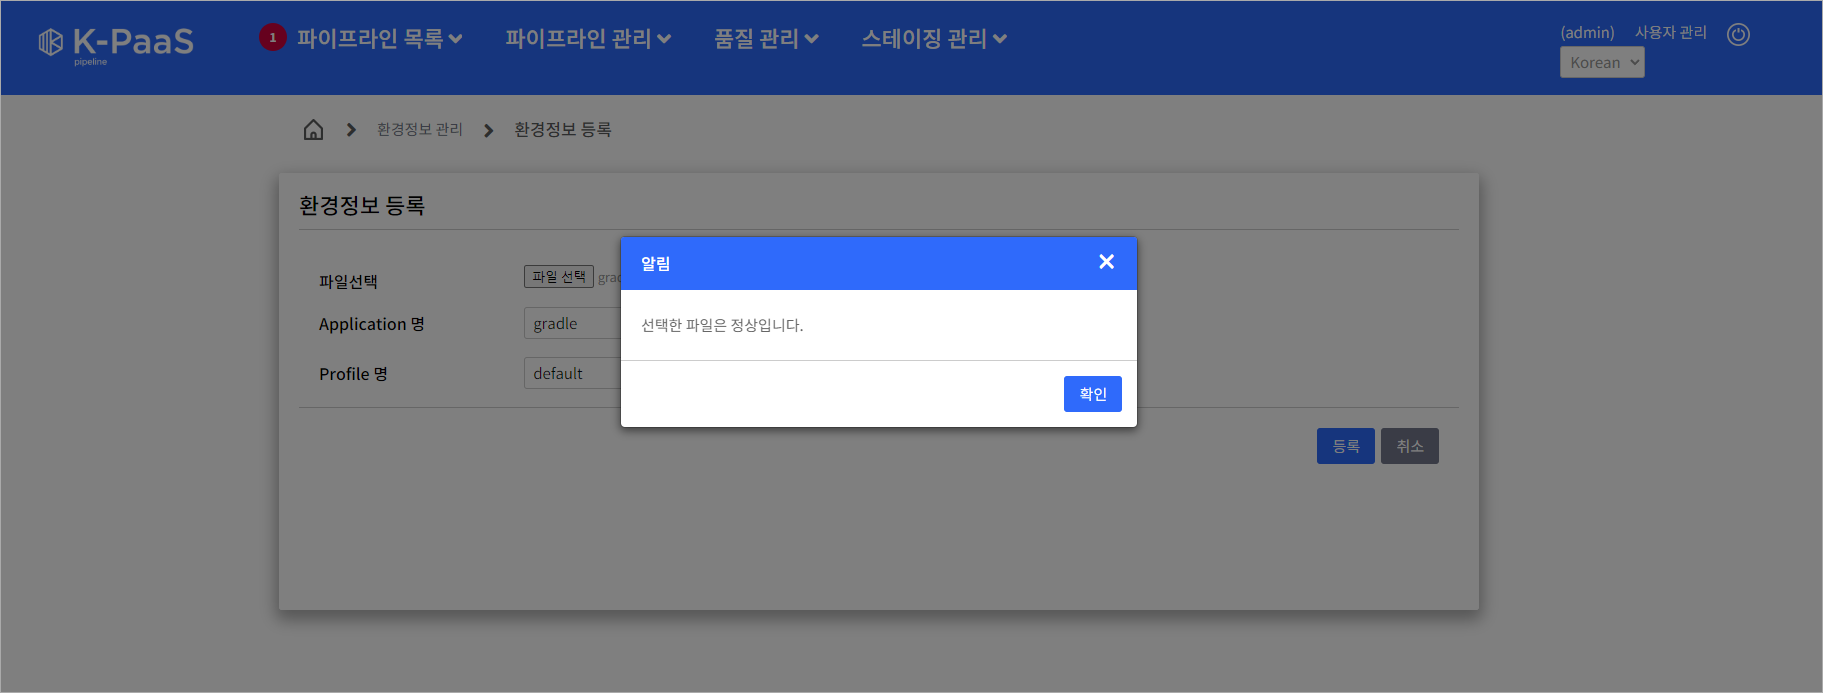 K-PaaS
pipeline
1 파이프라인 목록 파이프라인 관리 품질 관리 스테이징 관리
(admin) 사용자 관리
Korean
환경정보 관리 환경정보 등록
환경정보 등록
알림
파일선택 파일 선택
선택한 파일은 정상입니다.
Application 명 gradle
Profile 명 default
확인
등록 취소